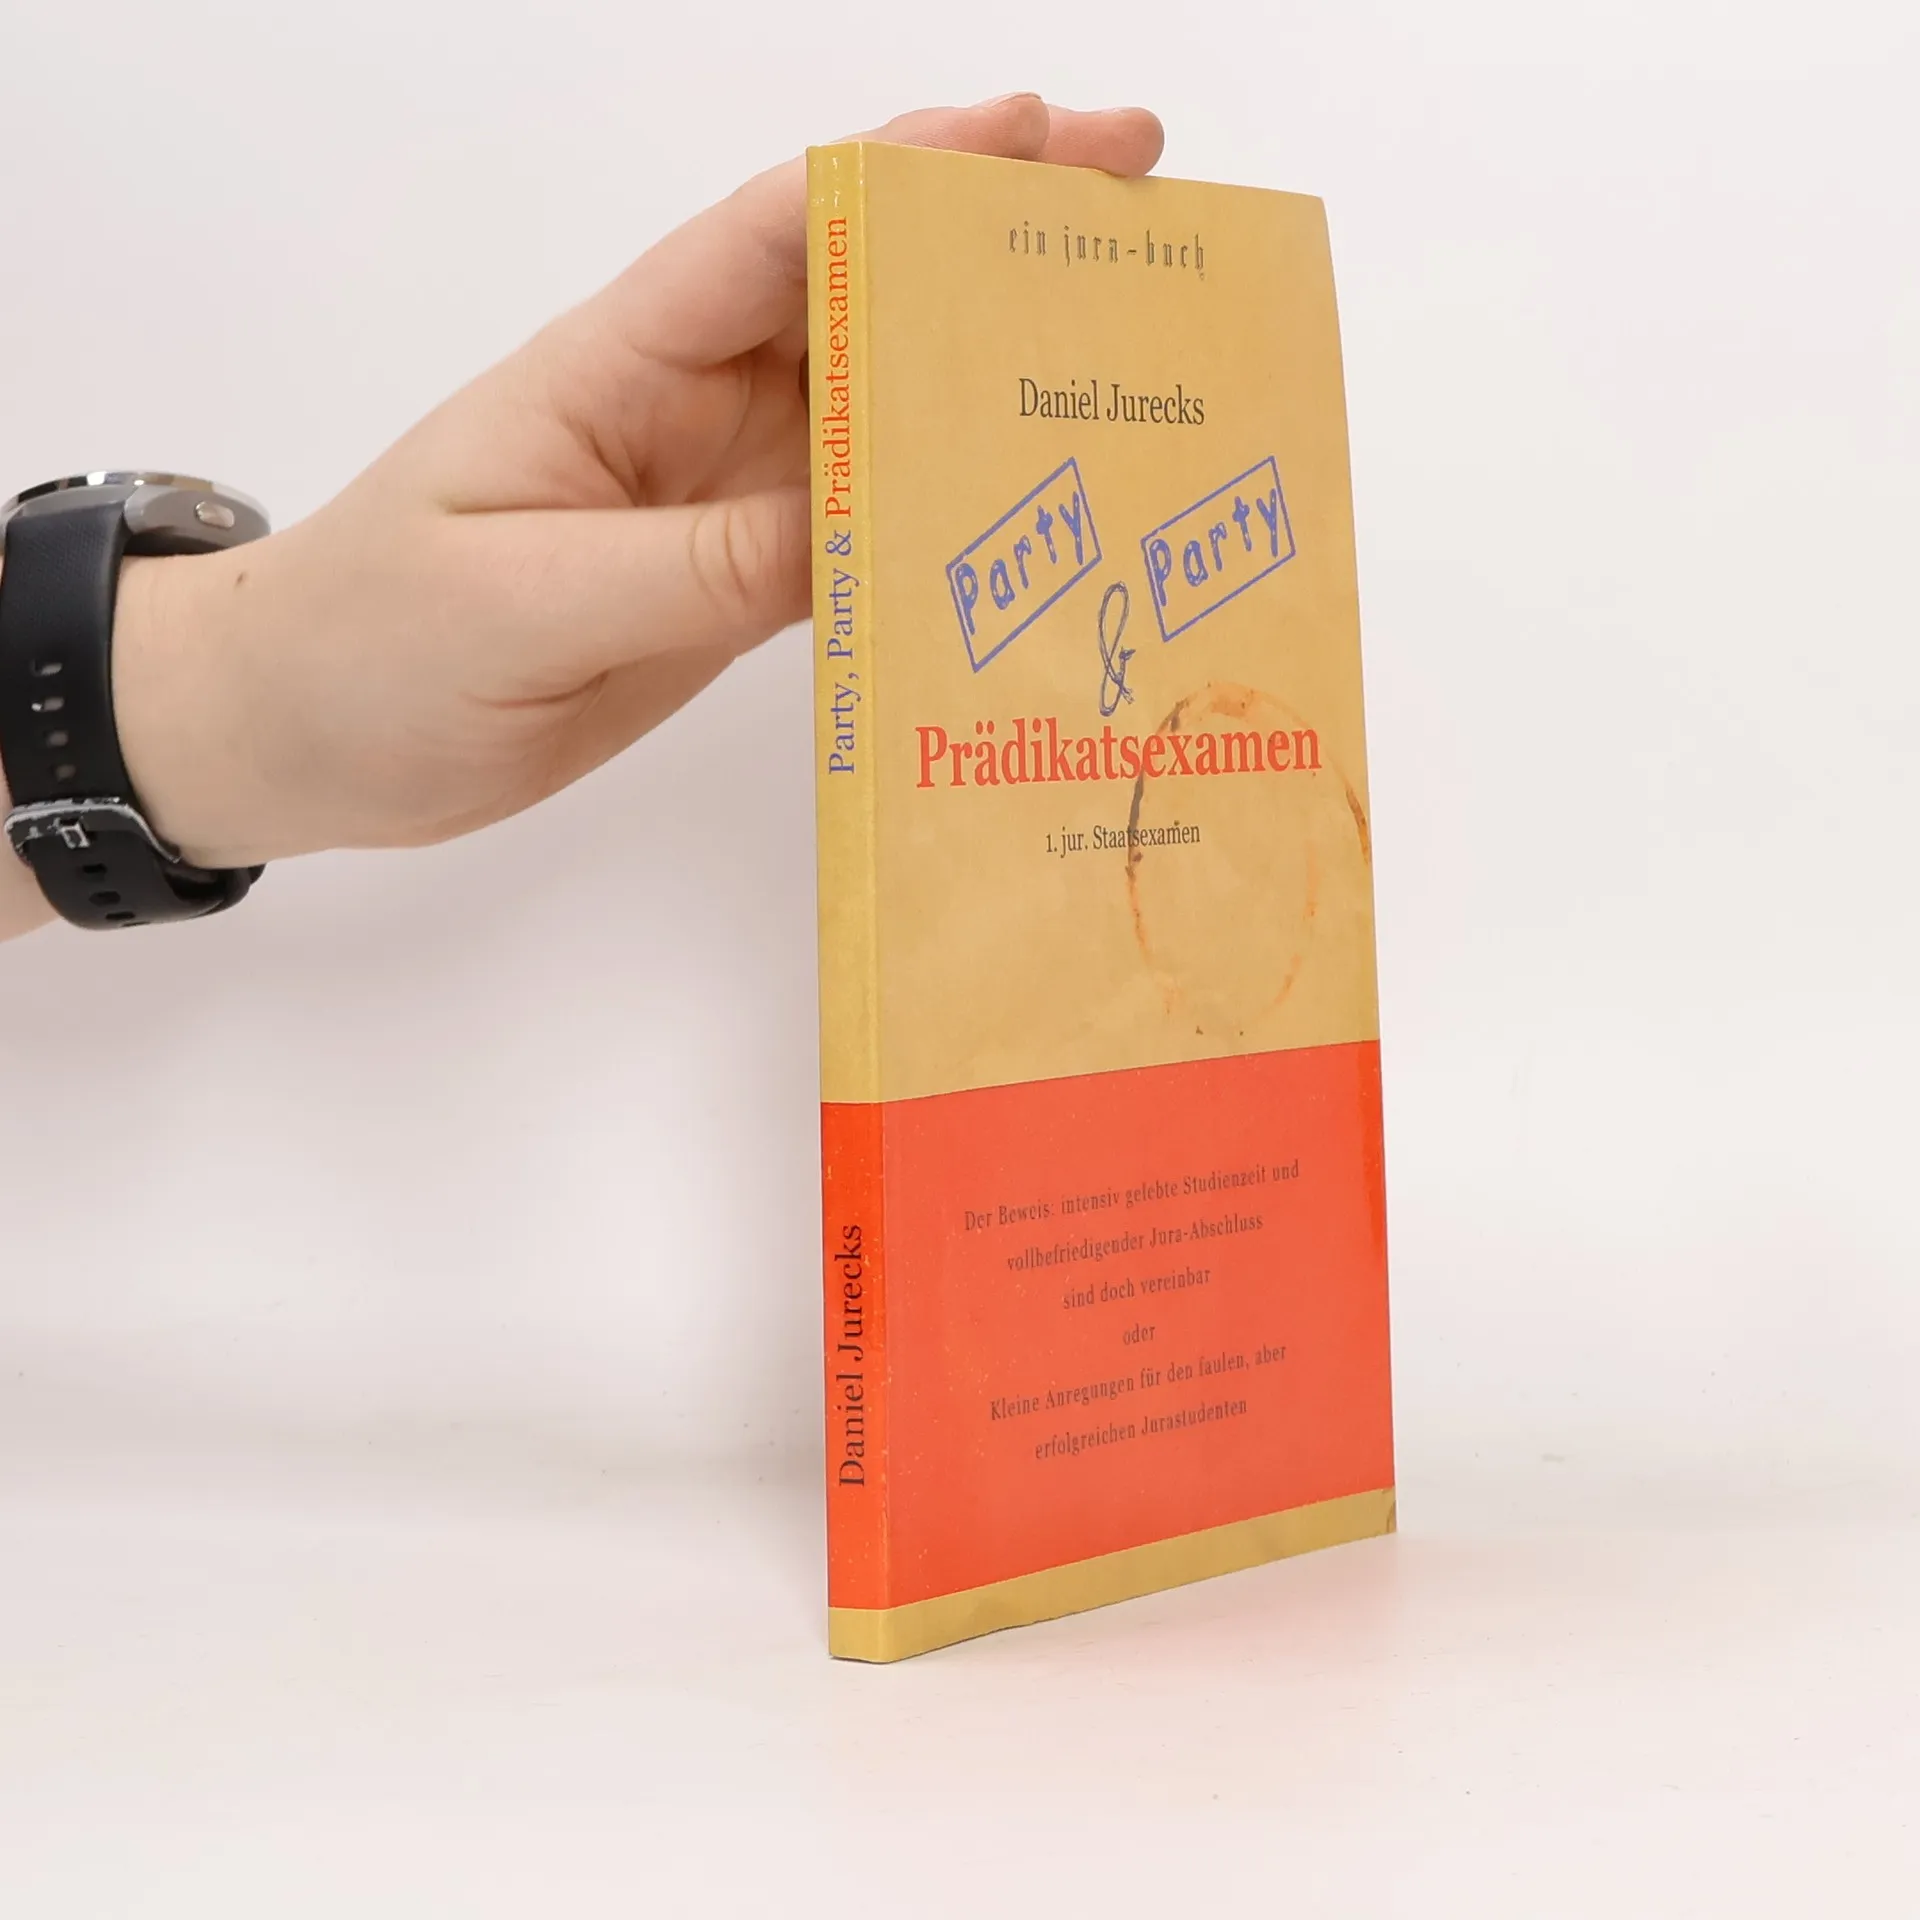 ein jura-buch
Daniel Jurecks
Party
Party
&
Prädikatsexamen
1. jur. Staatsexamen
Der Beweis: intensiv gelebte Studienzeit und
vollbefriedigender Jura-Abschluss
sind doch vereinbar
oder
Kleine Anregungen für den faulen, aber
erfolgreichen Jurastudenten
Party, Party & Prädikatsexamen
Daniel Jurecks